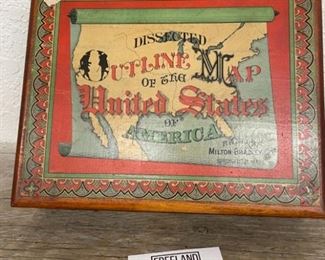 DISSECTED
OUTLINE MAP
OF THE
United States
OF
AMERICA
MILTON BRADLEY
FREELAND